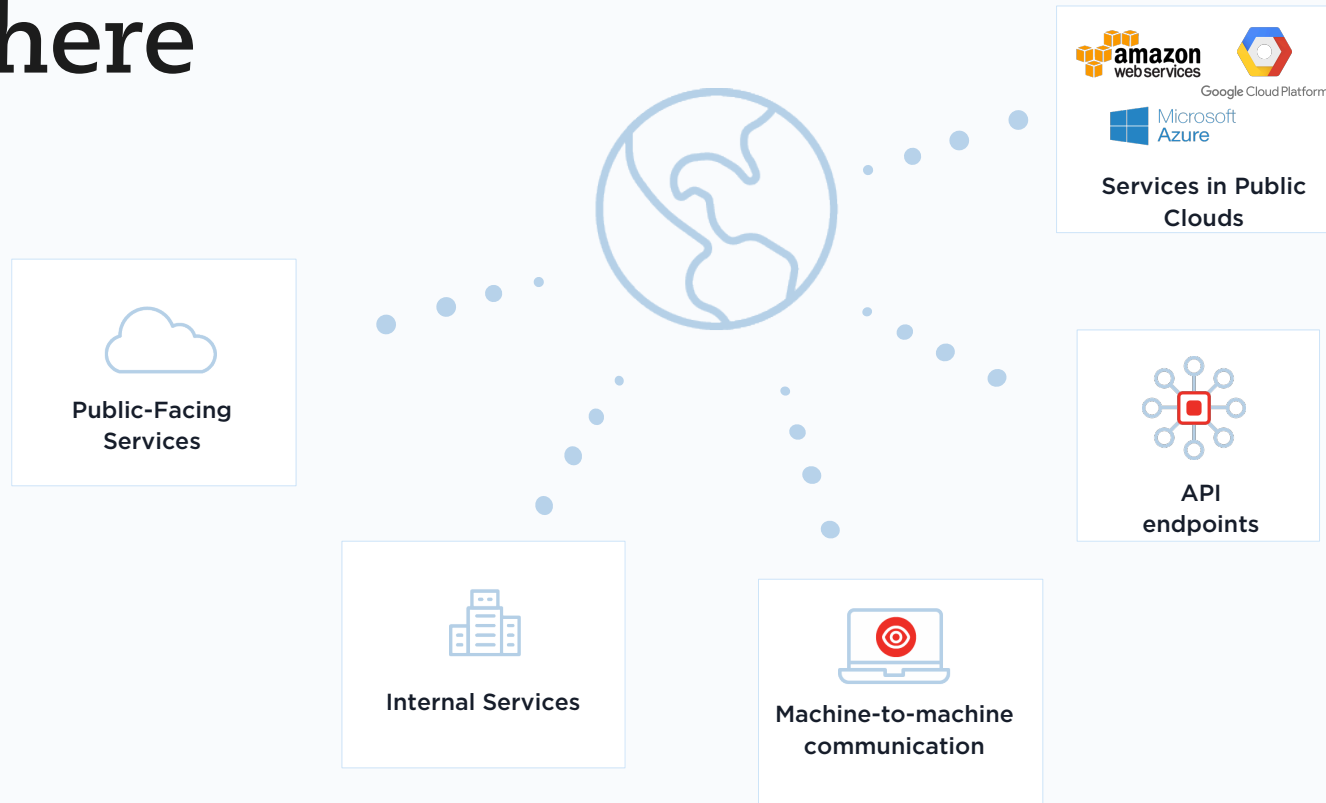 here
amazon
web services
Google Cloud Platform
Microsoft
Azure
Services in Public
Clouds
Public-Facing
Services
API
endpoints
Internal Services
Machine-to-machine
communication